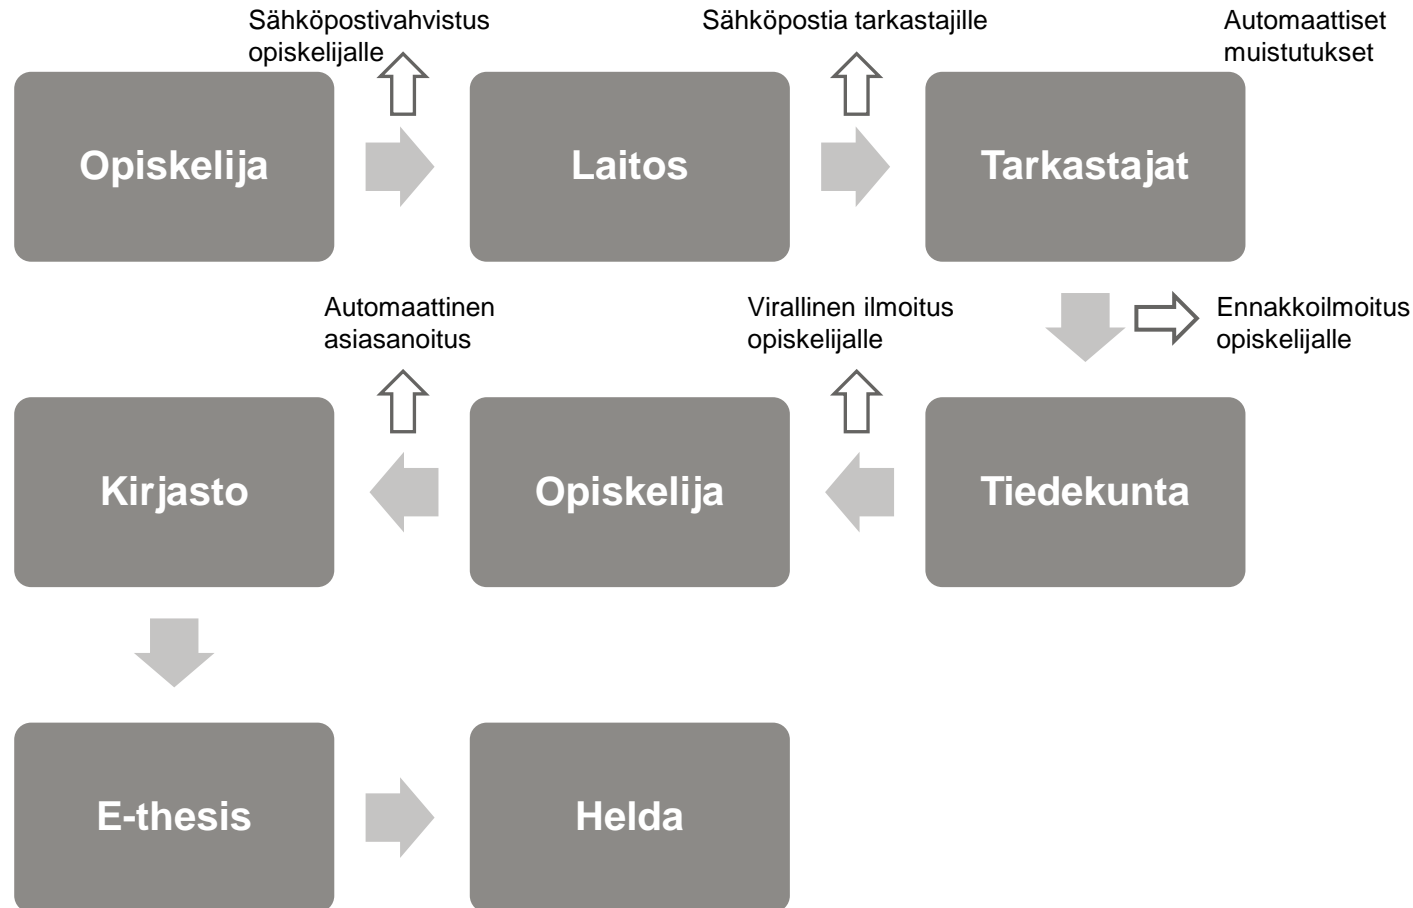 Sähköpostivahvistus
opiskelijalle
Sähköpostia tarkastajille
Automaattiset
muistutukset
Opiskelija
Laitos
Tarkastajat
Automaattinen
asiasanoitus
Virallinen ilmoitus
opiskelijalle
Ennakkoilmoitus
opiskelijalle
Kirjasto
Opiskelija
Tiedekunta
E-thesis
Helda